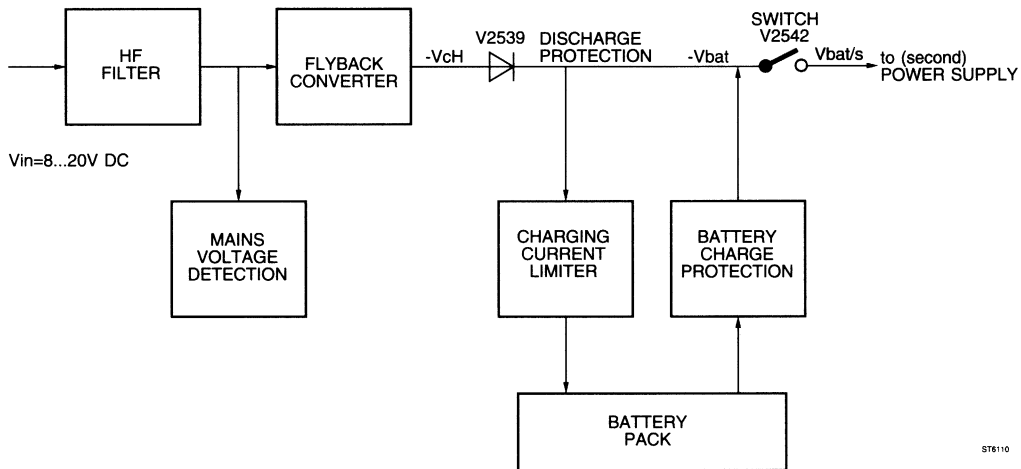 HF
FILTER
FLYBACK
CONVERTER
-VcH
V2539
DISCHARGE
PROTECTION
-Vbat
SWITCH
V2542
Vbat/s
to (second)
POWER SUPPLY
Vin=8...20V DC
MAINS
VOLTAGE
DETECTION
CHARGING
CURRENT
LIMITER
BATTERY
CHARGE
PROTECTION
BATTERY
PACK
ST6110